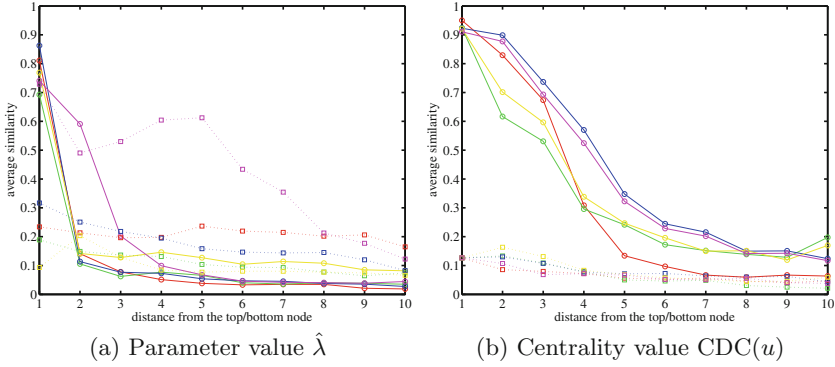 1
0.9
0.8
0.7
0.6
0.5
0.4
0.3
0.2
0.1
0
average similarity
1 2 3 4 5 6 7 8 9 10
distance from the top/bottom node
(a) Parameter value λ̂
1
0.9
0.8
0.7
0.6
0.5
0.4
0.3
0.2
0.1
0
average similarity
1 2 3 4 5 6 7 8 9 10
distance from the top/bottom node
(b) Centrality value CDC(u)